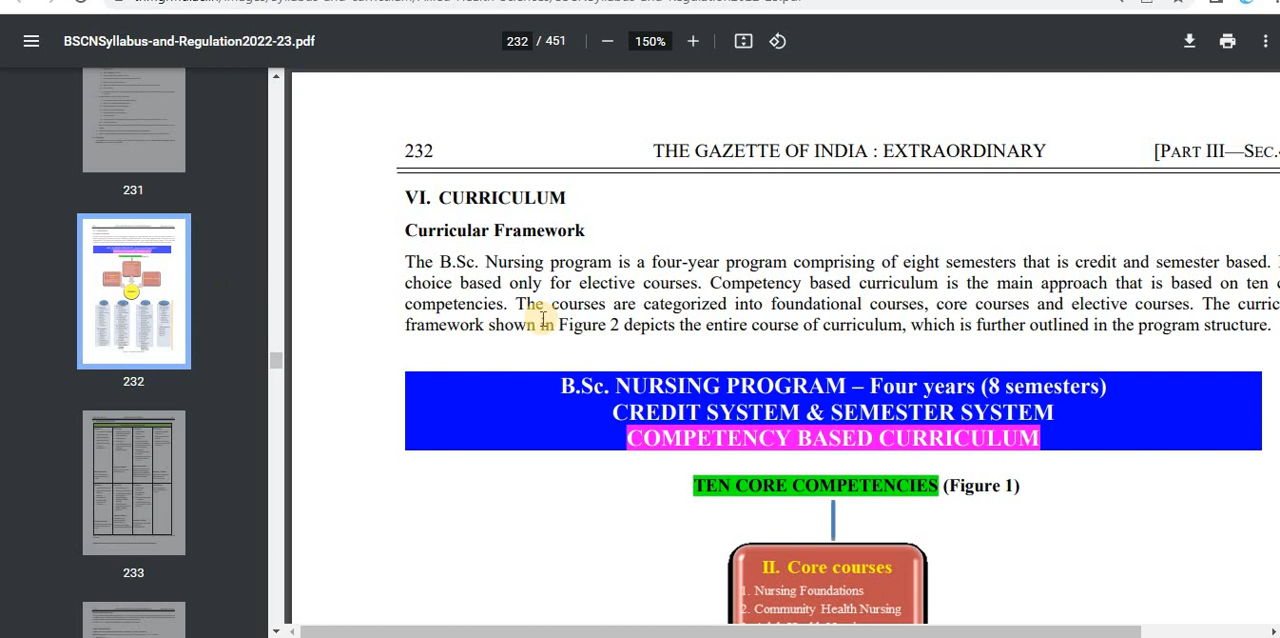 BSCNSyllabus-and-Regulation2022-23.pdf
232 / 451
150%
231
232
233
232 THE GAZETTE OF INDIA : EXTRAORDINARY [PART III—SEC.
VI. CURRICULUM
Curricular Framework
The B.Sc. Nursing program is a four-year program comprising of eight semesters that is credit and semester based.
choice based only for elective courses. Competency based curriculum is the main approach that is based on ten
competencies. The courses are categorized into foundational courses, core courses and elective courses. The
framework shown in Figure 2 depicts the entire course of curriculum, which is further outlined in the program structure.
B.Sc. NURSING PROGRAM – Four years (8 semesters)
CREDIT SYSTEM & SEMESTER SYSTEM
COMPETENCY BASED CURRICULUM
TEN CORE COMPETENCIES (Figure 1)
II. Core courses
1. Nursing Foundations
2. Community Health Nursing